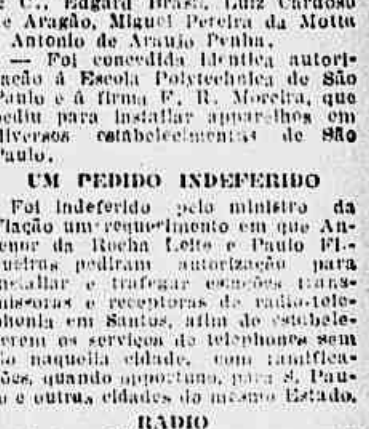 e C., Edgard Brasil, Luiz Cardoso
e Aragão, Miguel Pereira da Motta
Antonio de Araujo Penha.
— Foi concedida identica autori-
zação á Escola Polytechnica de São
Paulo e á firma F. R. Moreira, que
pediu para installar apparelhos em
diversos estabelecimentos de São
Paulo.
UM PEDIDO INDEFERIDO
Foi indeferido pelo ministro da
Viação um requerimento em que An-
tenor da Rocha Leite e Paulo Fi-
gueiras pediram autorização para
installar e trafegar estações trans-
missoras e receptoras de radio-tele-
phonia em Santos, afim de estabele-
cerem os serviços de telephones sem
fio naquella cidade, com ramifica-
ções, quando opportuno, para S. Pau-
lo e outras cidades do mesmo Estado.
RADIO